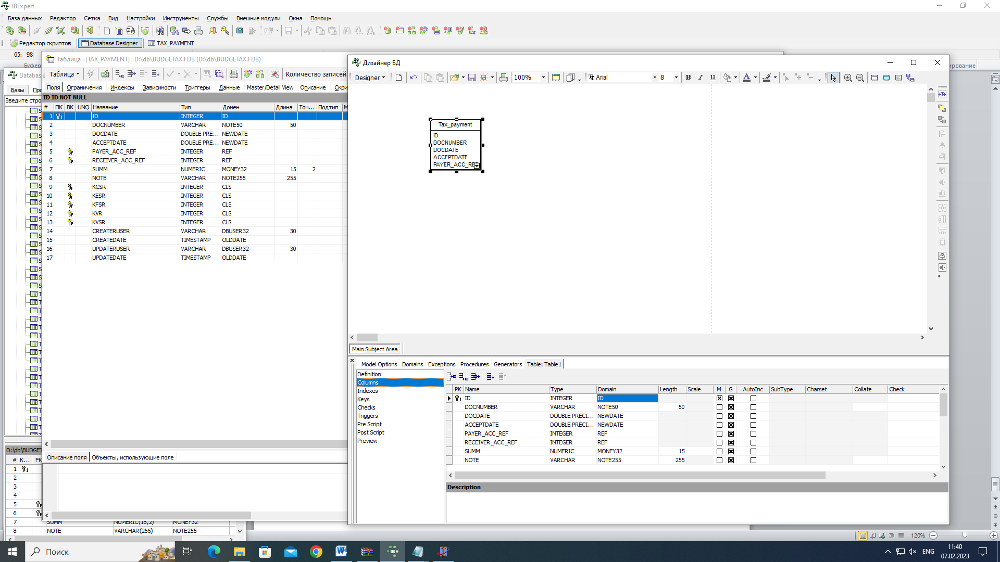 IBExpert
База данных Редактор Сетка Вид Настройки Инструменты Службы Внешние модули Окна Помощь
Редактор скриптов Database Designer TAX_PAYMENT
65: 98
Таблица : [TAX_PAYMENT] : D:\db\BUDGETAX.FDB (D:\db\BUDGETAX.FDB)
Таблица Количество записей
Поля Ограничения Индексы Зависимости Триггеры Данные Master/Detail View Описание Скри
ID ID NOT NULL
# ПК ВК UNQ Название Тип Домен Длина Точ... Подтип
1 1 ID INTEGER ID
2 DOCNUMBER VARCHAR NOTE50 50
3 DOCDATE DOUBLE PRE... NEWDATE
4 ACCEPTDATE DOUBLE PRE... NEWDATE
5 PAYER_ACC_REF INTEGER REF
6 RECEIVER_ACC_REF INTEGER REF
7 SUMM NUMERIC MONEY32 15 2
8 NOTE VARCHAR NOTE255 255
9 KCSR INTEGER CLS
10 KESR INTEGER CLS
11 KFSR INTEGER CLS
12 KVR INTEGER CLS
13 KVSR INTEGER CLS
14 CREATERUSER VARCHAR DBUSER32 30
15 CREATEDATE TIMESTAMP OLDDATE
16 UPDATERUSER VARCHAR DBUSER32 30
17 UPDATEDATE TIMESTAMP OLDDATE
Описание поля Объекты, использующие поле
Буфер
Databas
Базы Про
Введите стро
D:\db\BUDGET
# К... FK
1 1
2
3
4
5
6
7 SUMM NUMERIC(15,2) MONEY32
8 NOTE VARCHAR(255) NOTE255
Дизайнер БД
Designer 100% Arial 8 B I U
ирование
Tax_payment
ID
DOCNUMBER
DOCDATE
ACCEPTDATE
PAYER_ACC_RE
Main Subject Area
Model Options Domains Exceptions Procedures Generators Table: Table1
Definition
Columns
Indexes
Keys
Checks
Triggers
Pre Script
Post Script
Preview
PK Name Type Domain Length Scale M G AutoInc SubType Charset Collate Check
1 ID INTEGER ID
DOCNUMBER VARCHAR NOTE50 50
DOCDATE DOUBLE PRECI... NEWDATE
ACCEPTDATE DOUBLE PRECI... NEWDATE
PAYER_ACC_REF INTEGER REF
RECEIVER_ACC_REF INTEGER REF
SUMM NUMERIC MONEY32 15
NOTE VARCHAR NOTE255 255
Description
120%
Поиск
ENG
11:40
07.02.2023